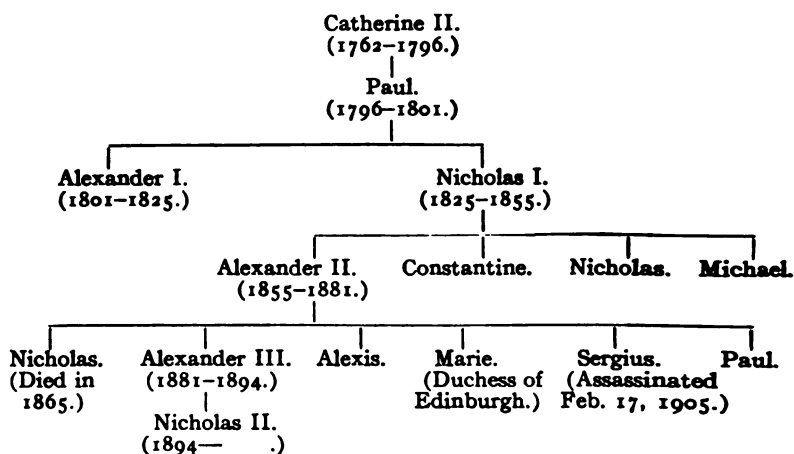 Catherine II.
(1762–1796.)
Paul.
(1796–1801.)
Alexander I.
(1801–1825.)
Nicholas I.
(1825–1855.)
Alexander II.
(1855–1881.)
Constantine.
Nicholas.
Michael.
Nicholas.
(Died in
1865.)
Alexander III.
(1881–1894.)
Nicholas II.
(1894— .)
Alexis.
Marie.
(Duchess of
Edinburgh.)
Sergius.
(Assassinated
Feb. 17, 1905.)
Paul.